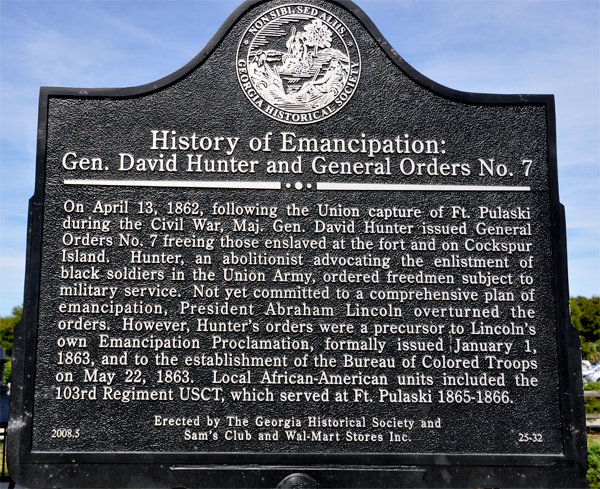 NON SIBI, SED ALIIS
GEORGIA HISTORICAL SOCIETY
History of Emancipation:
Gen. David Hunter and General Orders No. 7
On April 13, 1862, following the Union capture of Ft. Pulaski
during the Civil War, Maj. Gen. David Hunter issued General
Orders No. 7 freeing those enslaved at the fort and on Cockspur
Island. Hunter, an abolitionist advocating the enlistment of
black soldiers in the Union Army, ordered freedmen subject to
military service. Not yet committed to a comprehensive plan of
emancipation, President Abraham Lincoln overturned the
orders. However, Hunter's orders were a precursor to Lincoln's
own Emancipation Proclamation, formally issued January 1,
1863, and to the establishment of the Bureau of Colored Troops
on May 22, 1863. Local African-American units included the
103rd Regiment USCT, which served at Ft. Pulaski 1865-1866.
Erected by The Georgia Historical Society and
Sam's Club and Wal-Mart Stores Inc.
2008.5
25-32